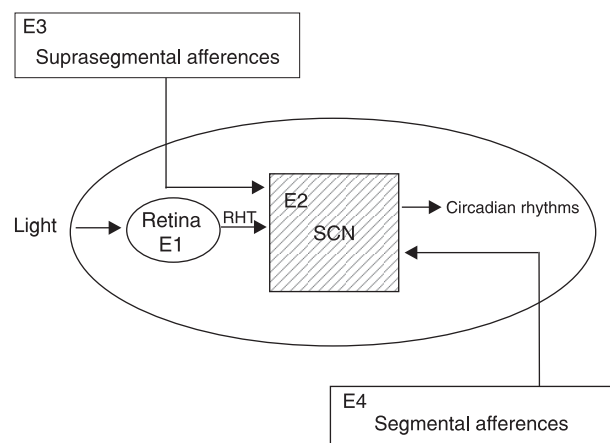 E3
Suprasegmental afferences
E2
Light
Retina
E1
RHT
SCN
Circadian rhythms
E4
Segmental afferences